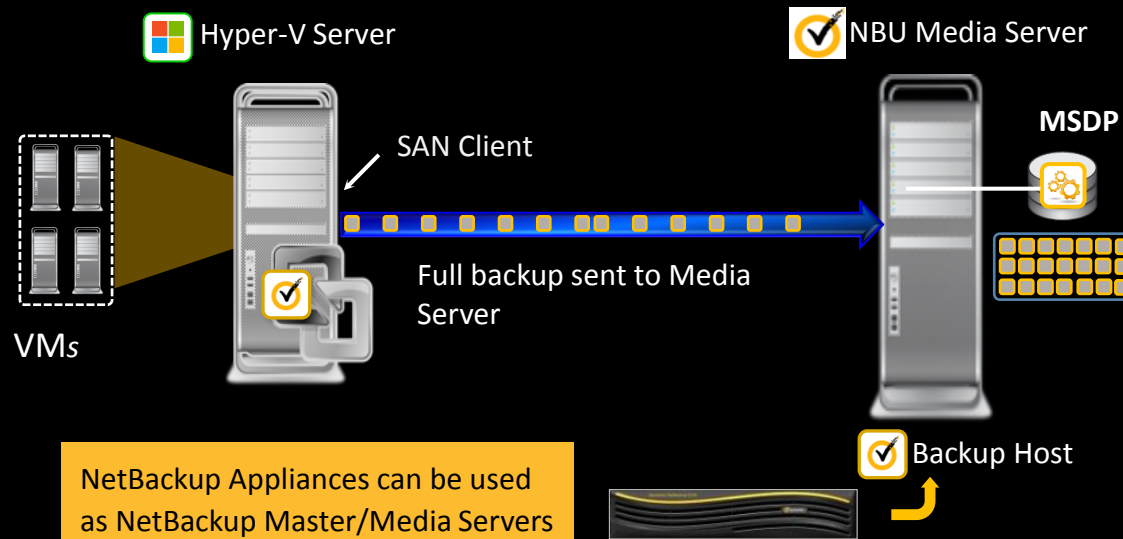 Hyper-V Server
NBU Media Server
MSDP
SAN Client
Full backup sent to Media
Server
VMs
Backup Host
NetBackup Appliances can be used
as NetBackup Master/Media Servers